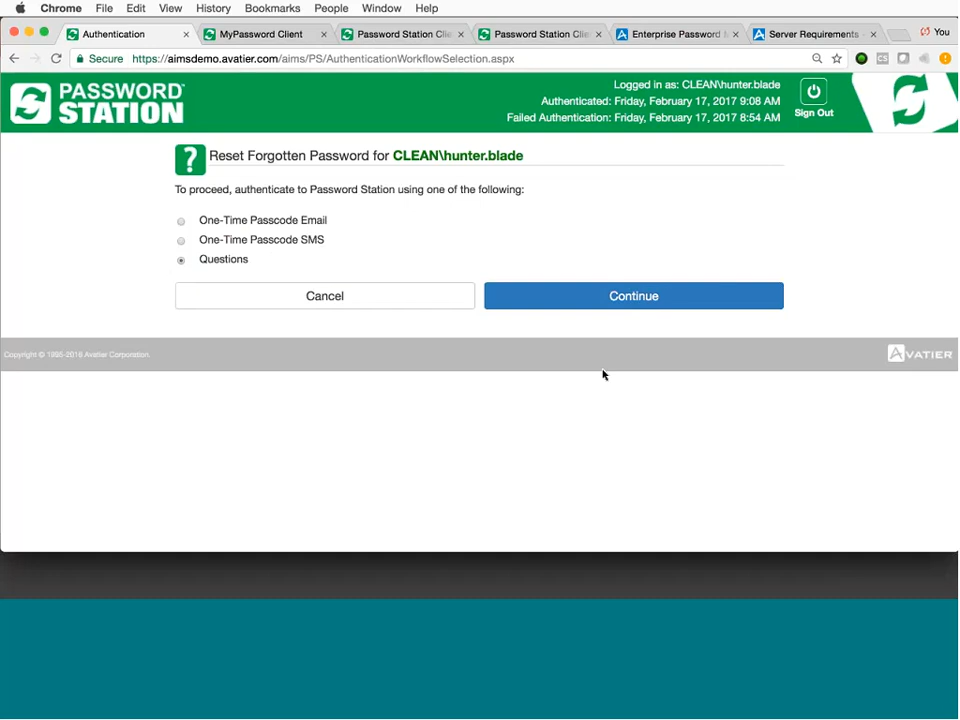 Chrome File Edit View History Bookmarks People Window Help
Authentication MyPassword Client Password Station Clie Password Station Clie Enterprise Password Server Requirements - You
Secure https://aimsdemo.avatier.com/aims/PS/AuthenticationWorkflowSelection.aspx
PASSWORD
STATION
Logged in as: CLEAN\hunter.blade
Authenticated: Friday, February 17, 2017 9:08 AM
Failed Authentication: Friday, February 17, 2017 8:54 AM
Sign Out
? Reset Forgotten Password for CLEAN\hunter.blade
To proceed, authenticate to Password Station using one of the following:
One-Time Passcode Email
One-Time Passcode SMS
Questions
Cancel Continue
Copyright © 1995-2016 Avatier Corporation.
AVATIER